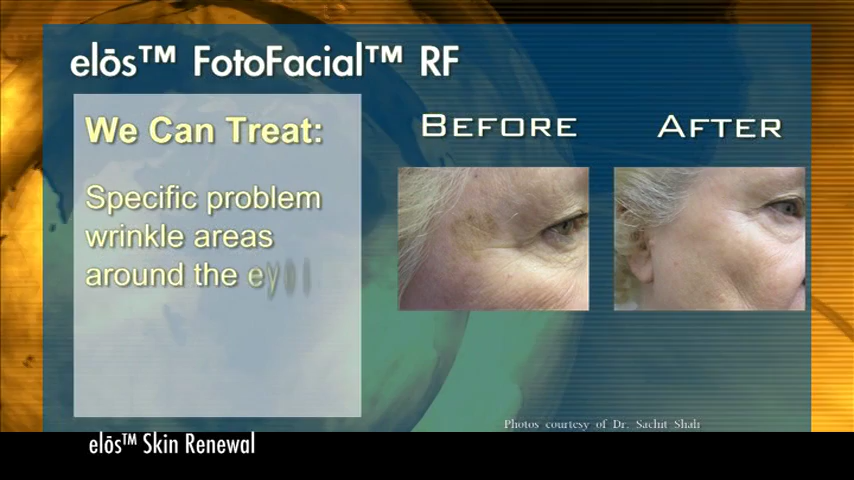 elōs™ FotoFacial™ RF
We Can Treat:
Specific problem
wrinkle areas
around the
BEFORE
AFTER
Photos courtesy of Dr. Sachit Shah
elōs™ Skin Renewal